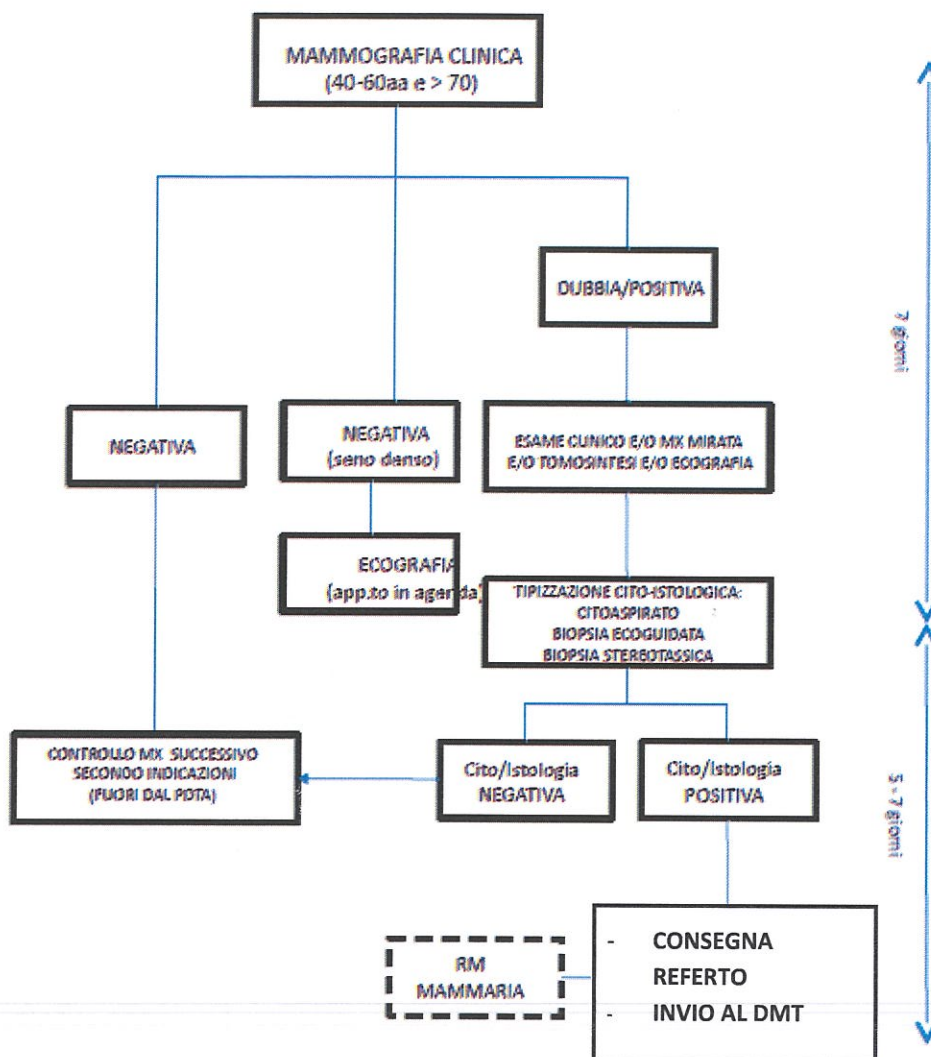 MAMMOGRAFIA CLINICA
(40-60aa e > 70)
DUBBIA/POSITIVA
7 giorni
NEGATIVA
NEGATIVA
(seno denso)
ESAME CLINICO E/O MX MIRATA
E/O TOMOSINTESI E/O ECOGRAFIA
ECOGRAFIA
(app.to in agenda)
TIPIZZAZIONE CITO-ISTOLOGICA:
CITOASPIRATO
BIOPSIA ECOGUIDATA
BIOPSIA STEREOTASSICA
CONTROLLO MX SUCCESSIVO
SECONDO INDICAZIONI
(FUORI DAL PDTA)
Cito/Istologia
NEGATIVA
Cito/Istologia
POSITIVA
5 - 7 giorni
RM
MAMMARIA
- CONSEGNA
REFERTO
- INVIO AL DMT